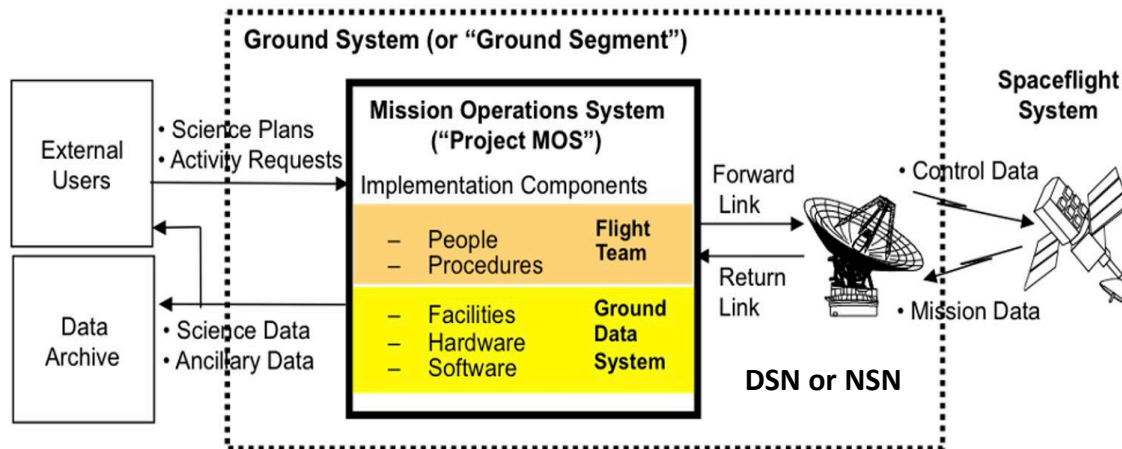 Ground System (or “Ground Segment”)
Spaceflight
System
External
Users
• Science Plans
• Activity Requests
Mission Operations System
(“Project MOS”)
Implementation Components
– People
– Procedures
Flight
Team
– Facilities
– Hardware
– Software
Ground
Data
System
Forward
Link
Return
Link
• Control Data
• Mission Data
DSN or NSN
Data
Archive
• Science Data
• Ancillary Data